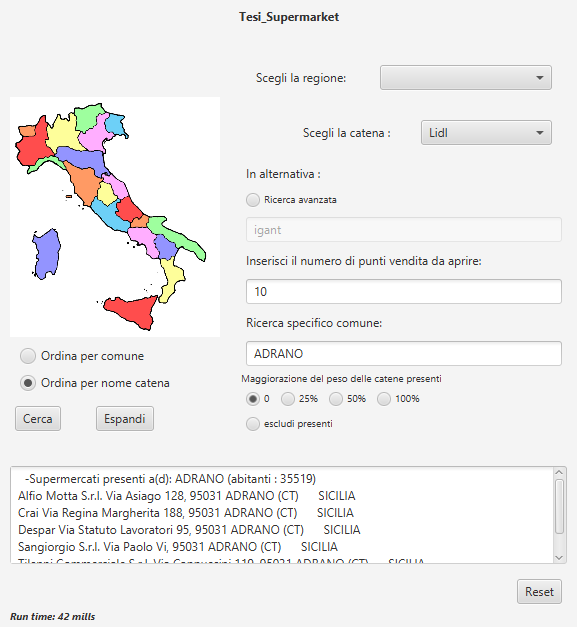 Tesi_Supermarket
Scegli la regione:
Scegli la catena :
Lidl
In alternativa :
Ricerca avanzata
igant
Inserisci il numero di punti vendita da aprire:
10
Ricerca specifico comune:
ADRANO
Ordina per comune
Ordina per nome catena
Maggiorazione del peso delle catene presenti
0 25% 50% 100%
Cerca Espandi
escludi presenti
-Supermercati presenti a(d): ADRANO (abitanti : 35519)
Alfio Motta S.r.l. Via Asiago 128, 95031 ADRANO (CT) SICILIA
Crai Via Regina Margherita 188, 95031 ADRANO (CT) SICILIA
Despar Via Statuto Lavoratori 95, 95031 ADRANO (CT) SICILIA
Sangiorgio S.r.l. Via Paolo Vi, 95031 ADRANO (CT) SICILIA
S.r.l. Via Cappuccini 95031 ADRANO (CT) SICILIA
Reset
Run time: 42 mills